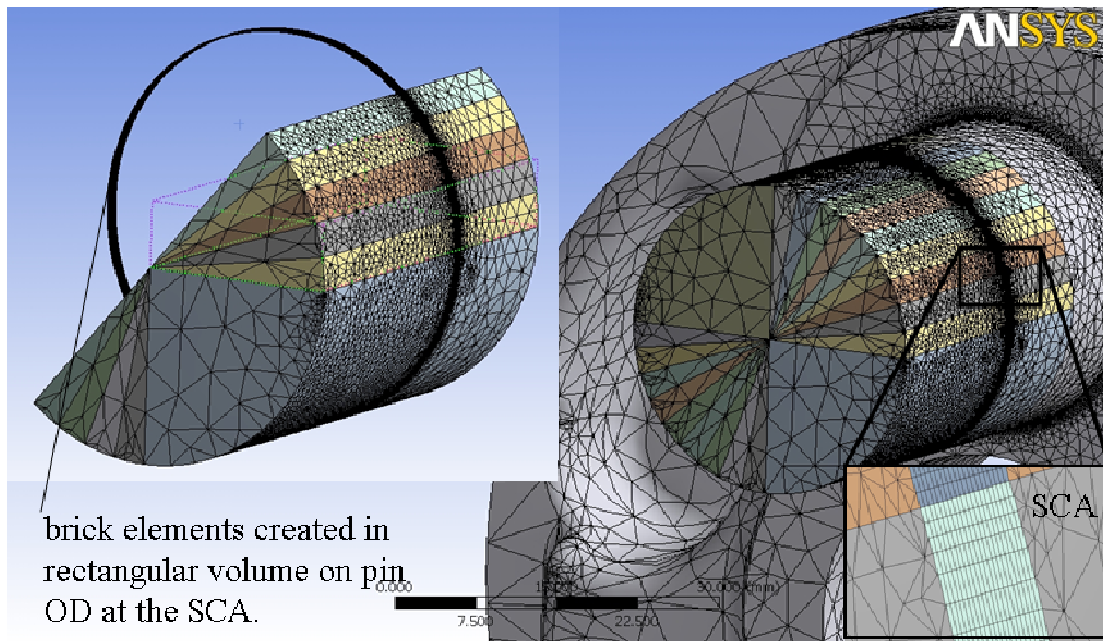 ANSYS
brick elements created in
rectangular volume on pin
OD at the SCA.
SCA
0.000
30.000 (mm)
7.500
22.500